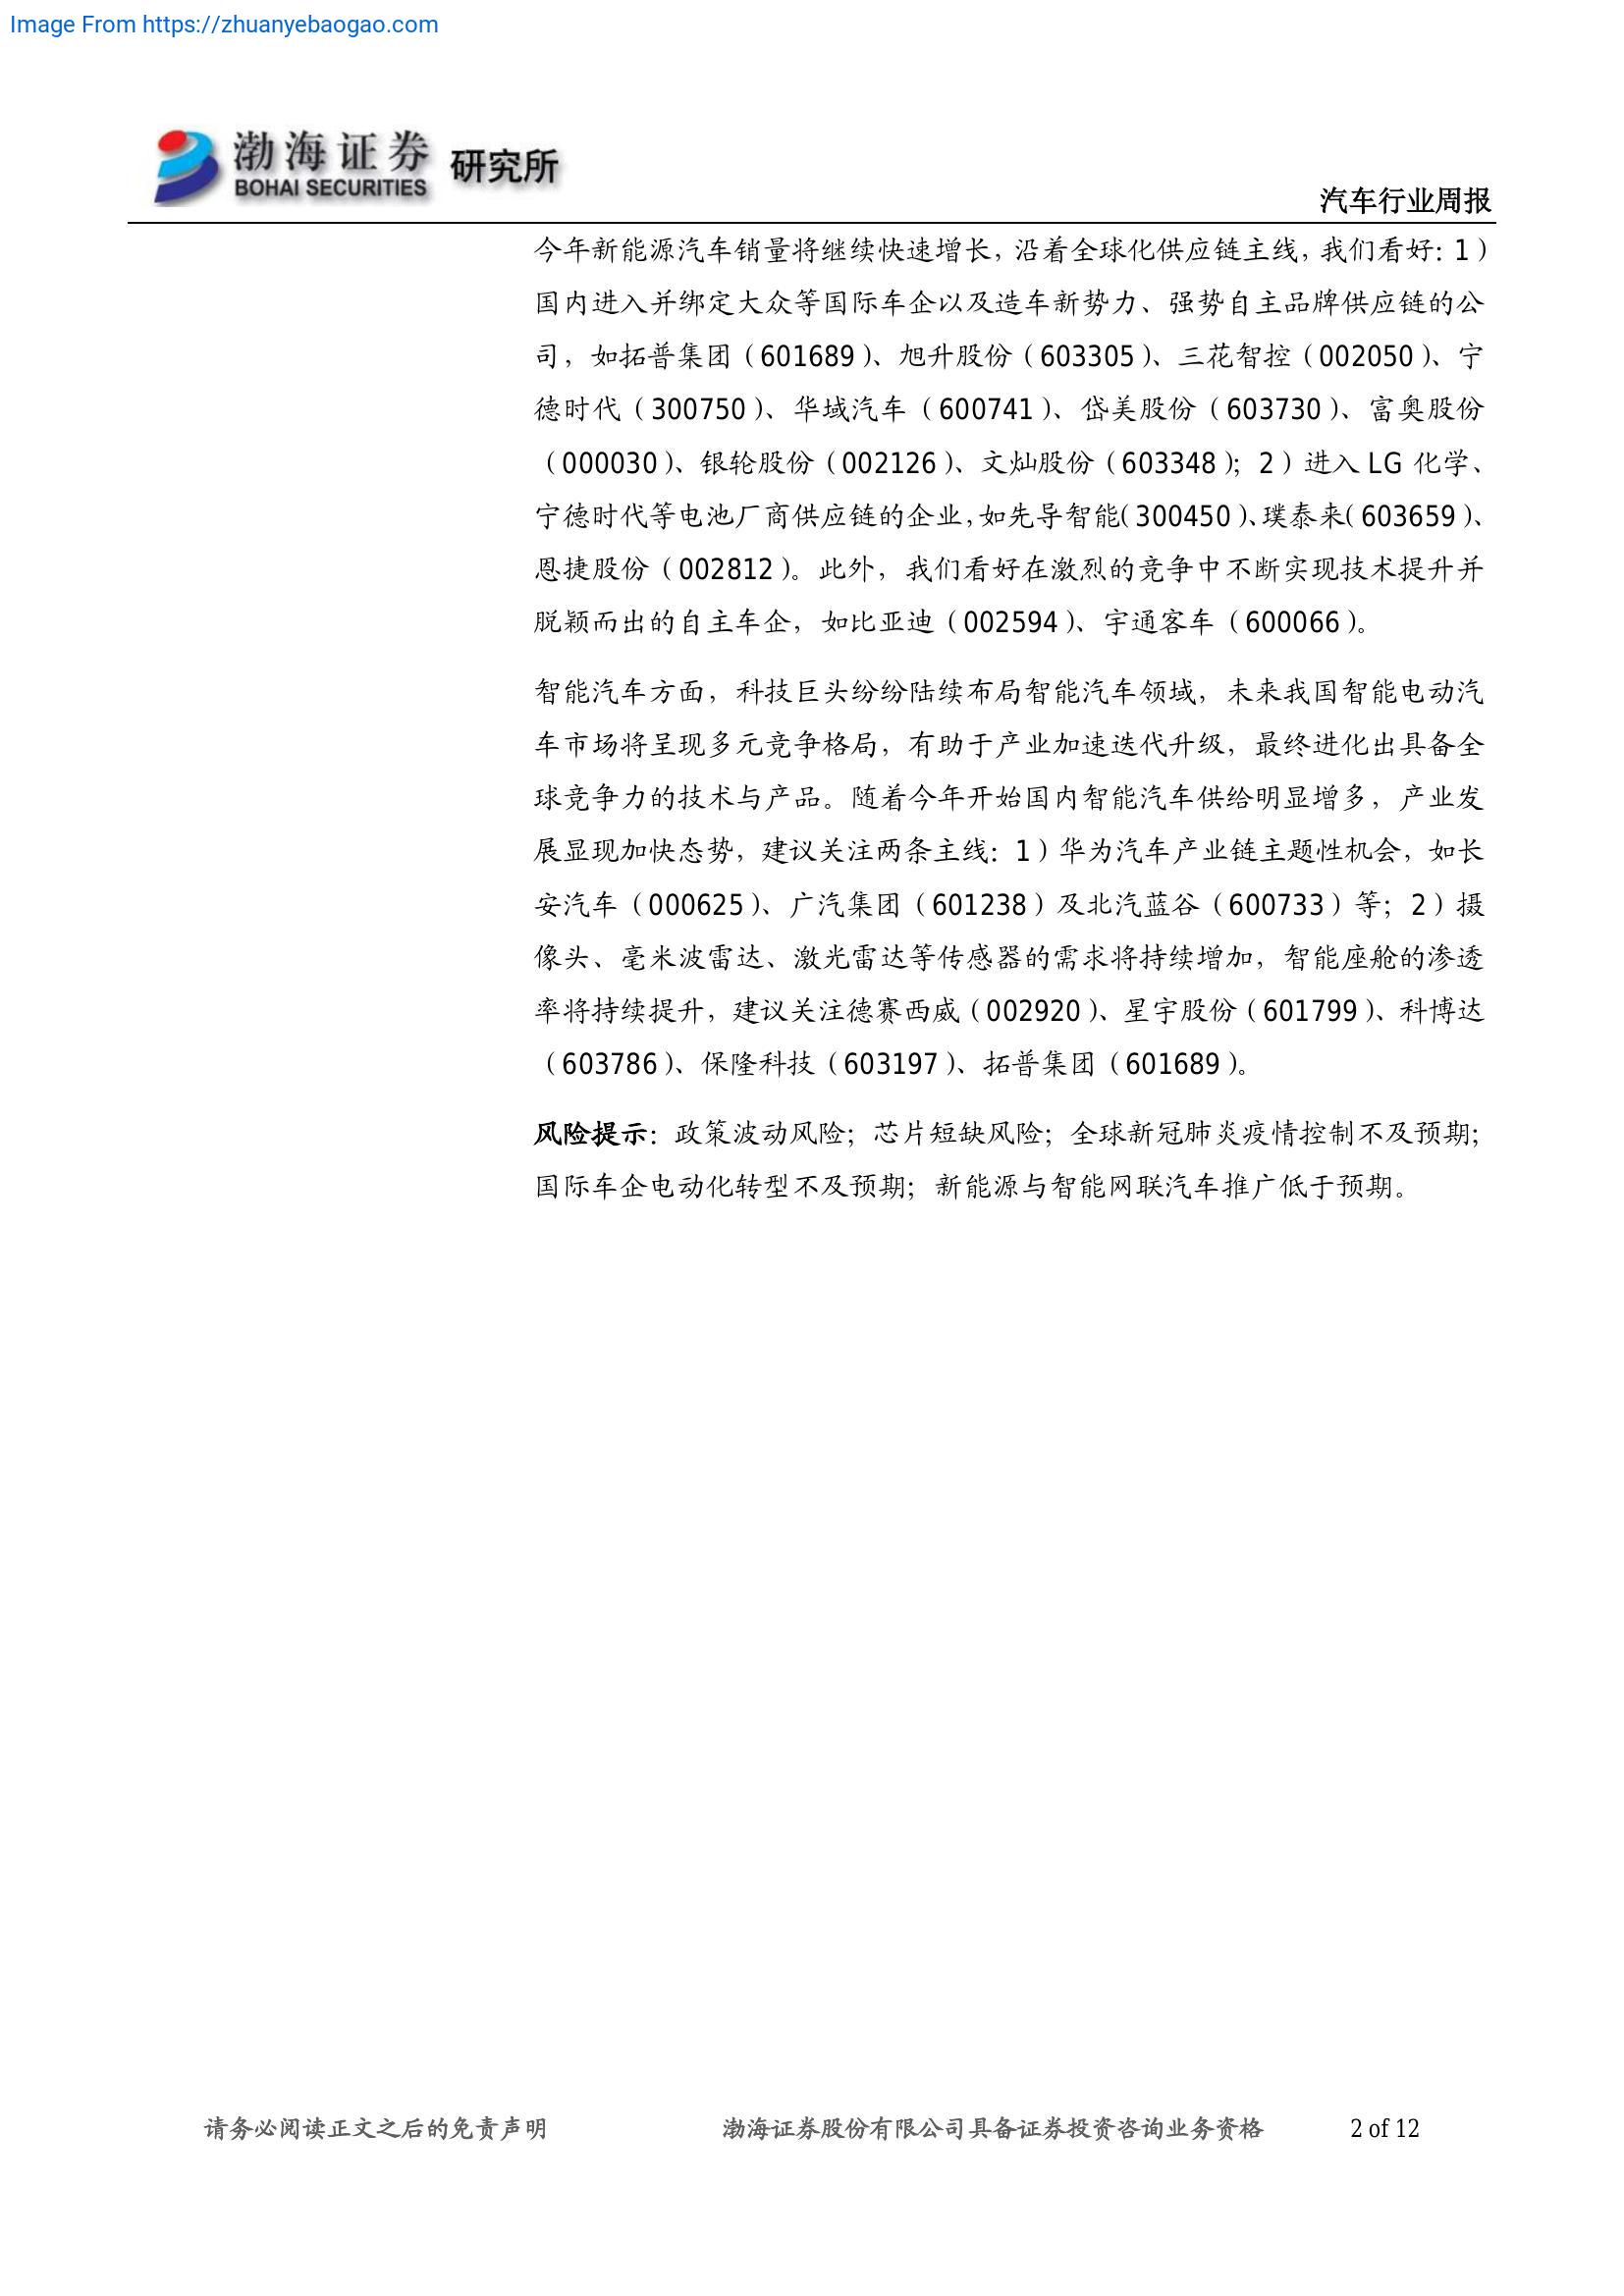 Image From https://zhuanyebaogao.com
渤海证券 研究所
BOHAI SECURITIES
汽车行业周报
今年新能源汽车销量将继续快速增长，沿着全球化供应链主线，我们看好：1）
国内进入并绑定大众等国际车企以及造车新势力、强势自主品牌供应链的公
司，如拓普集团（601689）、旭升股份（603305）、三花智控（002050）、宁
德时代（300750）、华域汽车（600741）、岱美股份（603730）、富奥股份
（000030）、银轮股份（002126）、文灿股份（603348）；2）进入 LG 化学、
宁德时代等电池厂商供应链的企业，如先导智能（300450）、璞泰来（603659）、
恩捷股份（002812）。此外，我们看好在激烈的竞争中不断实现技术提升并
脱颖而出的自主车企，如比亚迪（002594）、宇通客车（600066）。
智能汽车方面，科技巨头纷纷陆续布局智能汽车领域，未来我国智能电动汽
车市场将呈现多元竞争格局，有助于产业加速迭代升级，最终进化出具备全
球竞争力的技术与产品。随着今年开始国内智能汽车供给明显增多，产业发
展显现加快态势，建议关注两条主线：1）华为汽车产业链主题性机会，如长
安汽车（000625）、广汽集团（601238）及北汽蓝谷（600733）等；2）摄
像头、毫米波雷达、激光雷达等传感器的需求将持续增加，智能座舱的渗透
率将持续提升，建议关注德赛西威（002920）、星宇股份（601799）、科博达
（603786）、保隆科技（603197）、拓普集团（601689）。
风险提示：政策波动风险；芯片短缺风险；全球新冠肺炎疫情控制不及预期；
国际车企电动化转型不及预期；新能源与智能网联汽车推广低于预期。
请务必阅读正文之后的免责声明 渤海证券股份有限公司具备证券投资咨询业务资格 2 of 12